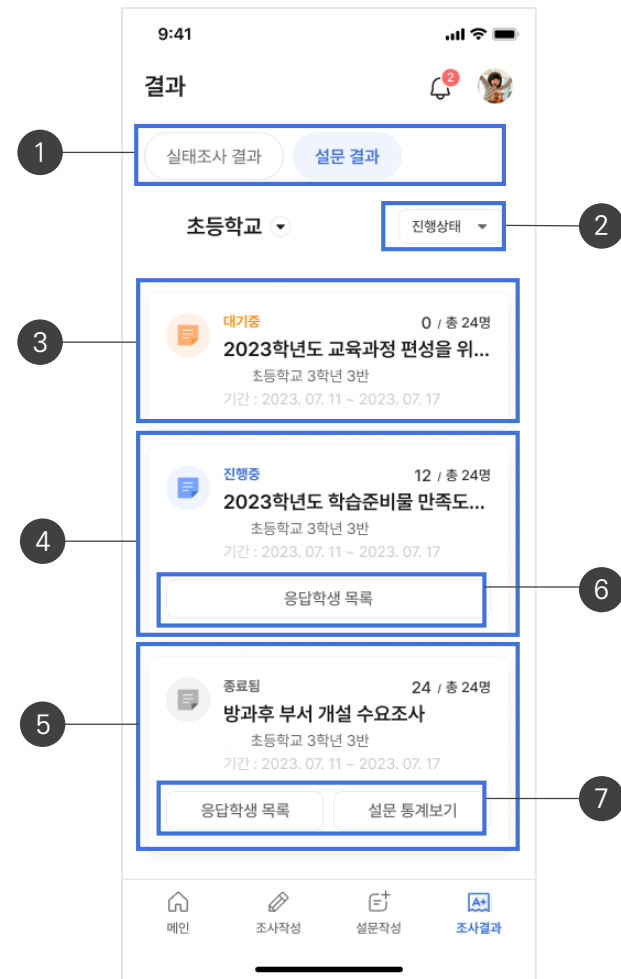 9:41
결과
2
1
실태조사 결과 설문 결과
초등학교
진행상태
2
3
대기중 0 / 총 24명
2023학년도 교육과정 편성을 위...
초등학교 3학년 3반
기간 : 2023. 07. 11 ~ 2023. 07. 17
4
진행중 12 / 총 24명
2023학년도 학습준비물 만족도...
초등학교 3학년 3반
기간 : 2023. 07. 11 ~ 2023. 07. 17
응답학생 목록
6
5
종료됨 24 / 총 24명
방과후 부서 개설 수요조사
초등학교 3학년 3반
기간 : 2023. 07. 11 ~ 2023. 07. 17
응답학생 목록 설문 통계보기
7
A+
메인 조사작성 설문작성 조사결과